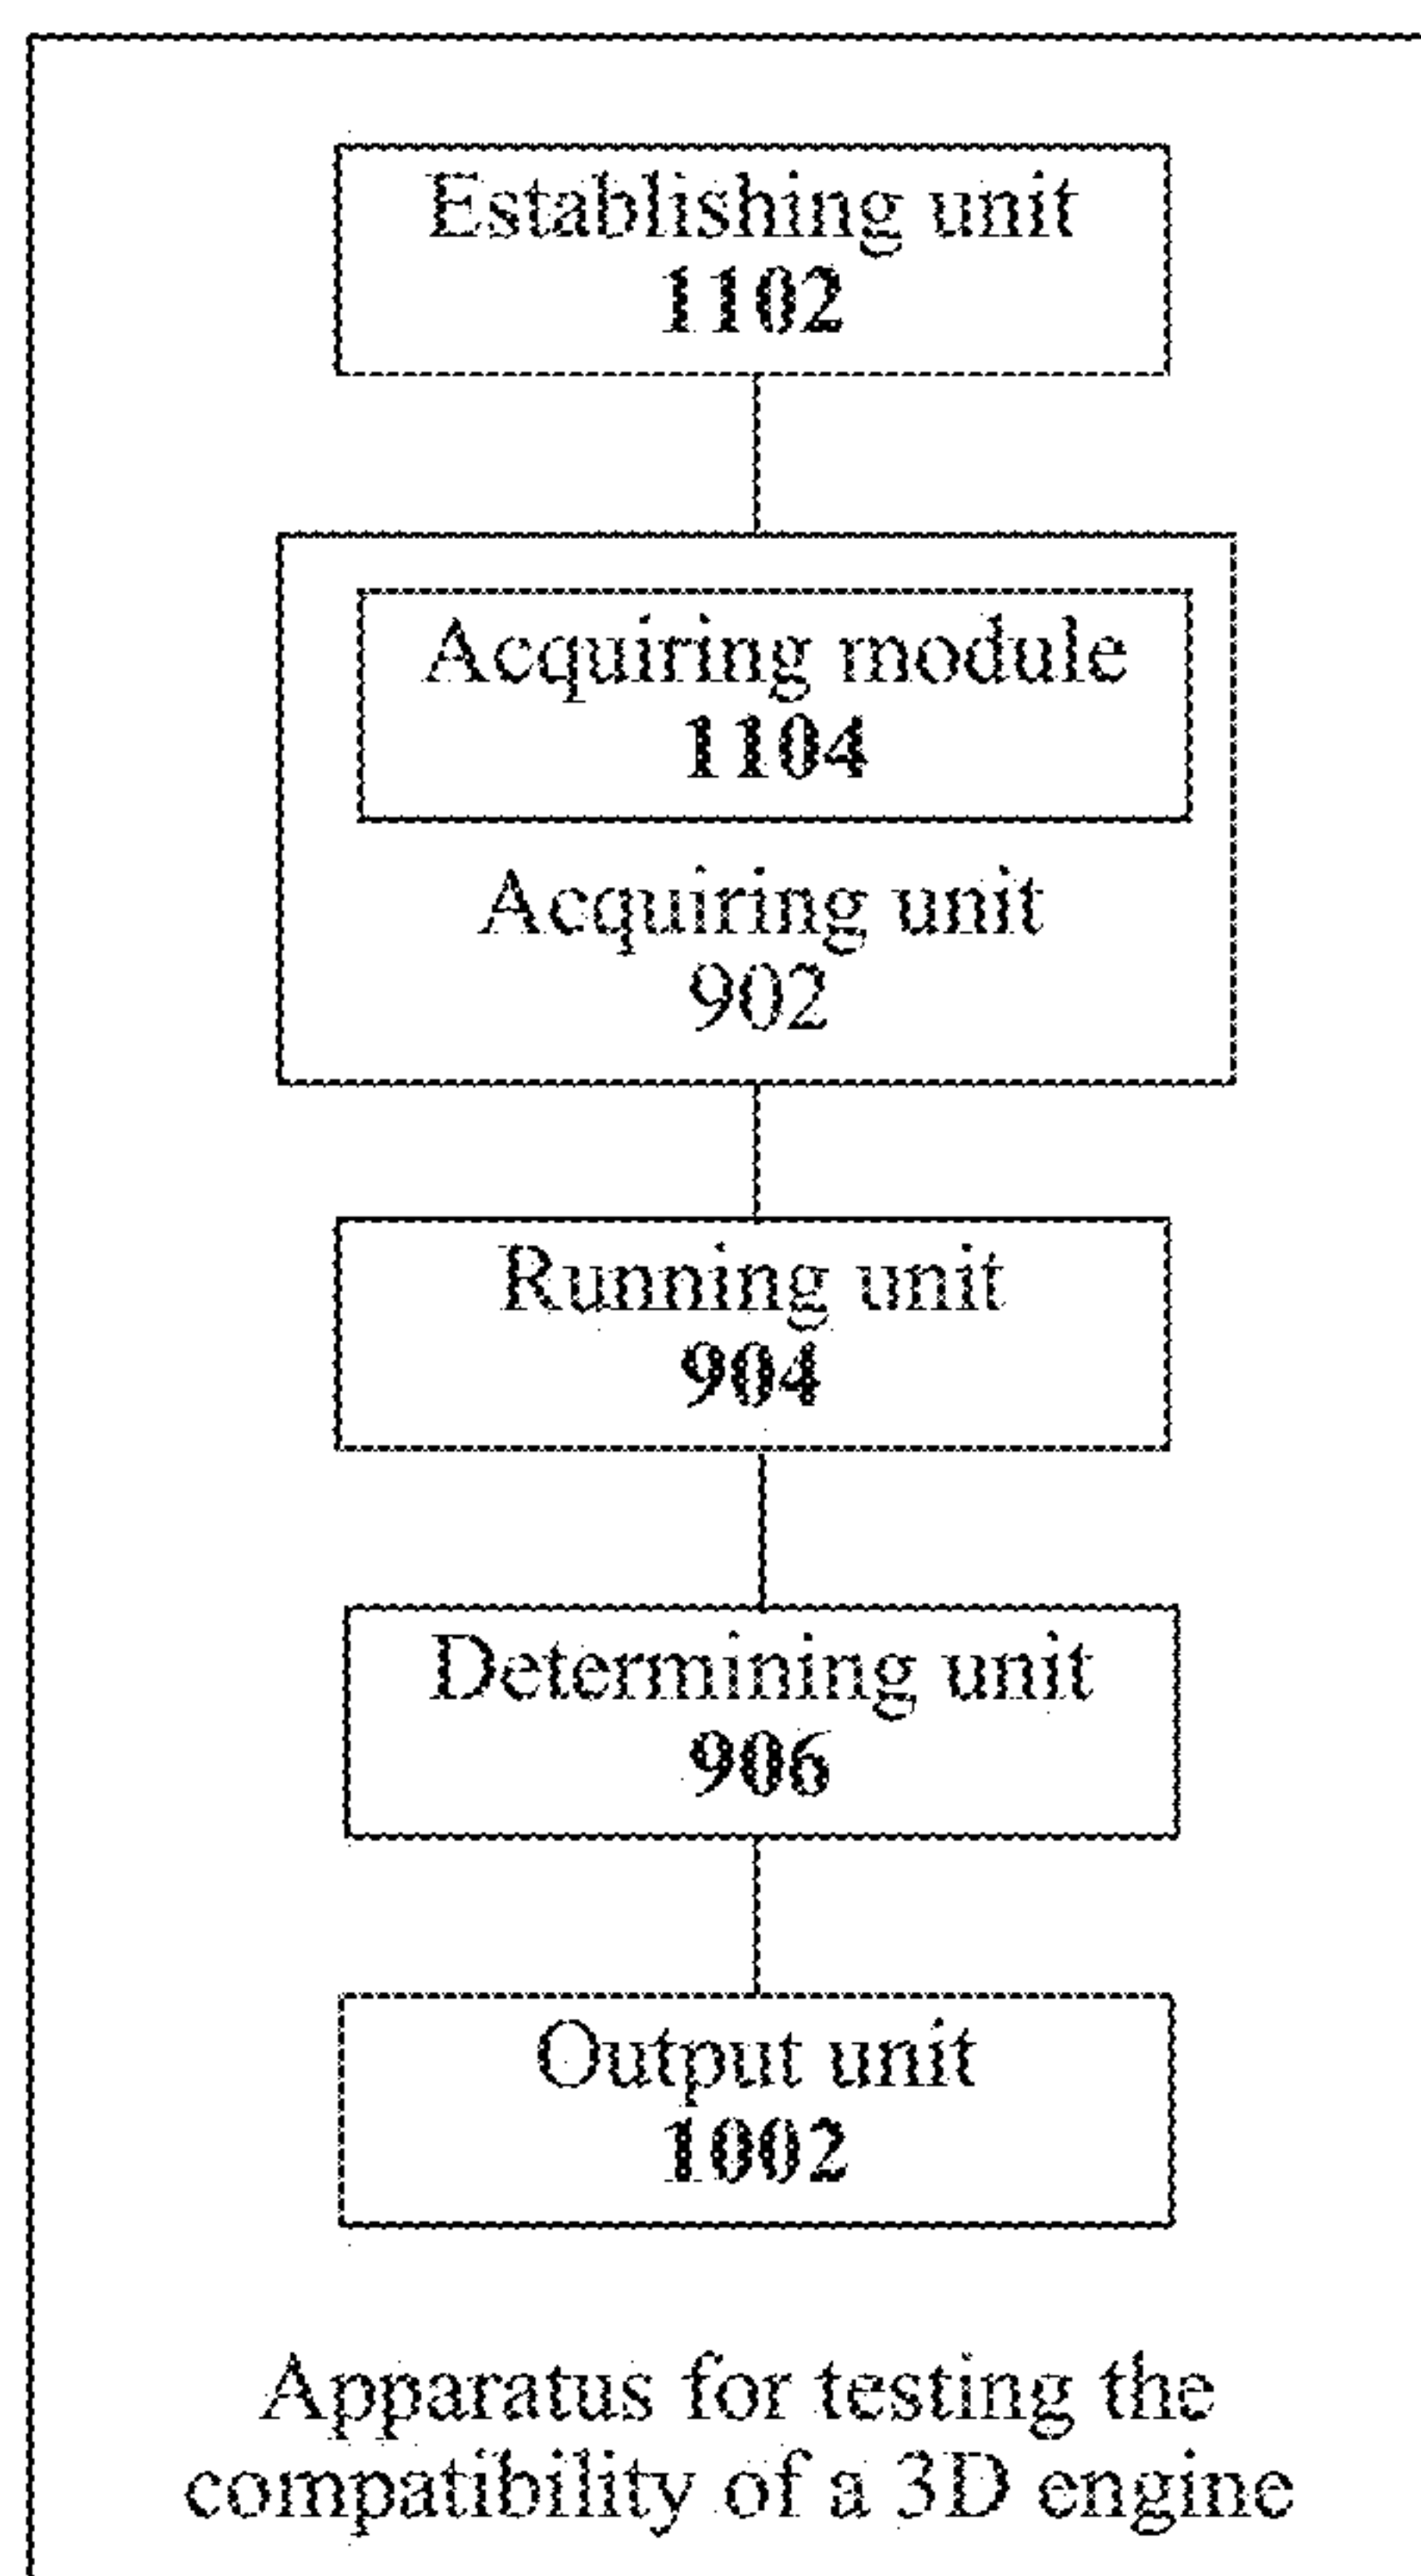 Establishing unit
1102
Acquiring module
1104
Acquiring unit
902
Running unit
904
Determining unit
906
Output unit
1002
Apparatus for testing the
compatibility of a 3D engine